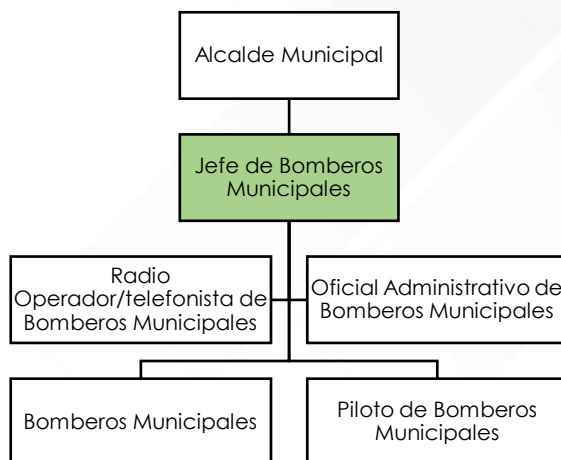 Alcalde Municipal
Jefe de Bomberos
Municipales
Radio
Operador/telefonista de
Bomberos Municipales
Oficial Administrativo de
Bomberos Municipales
Bomberos Municipales
Piloto de Bomberos
Municipales